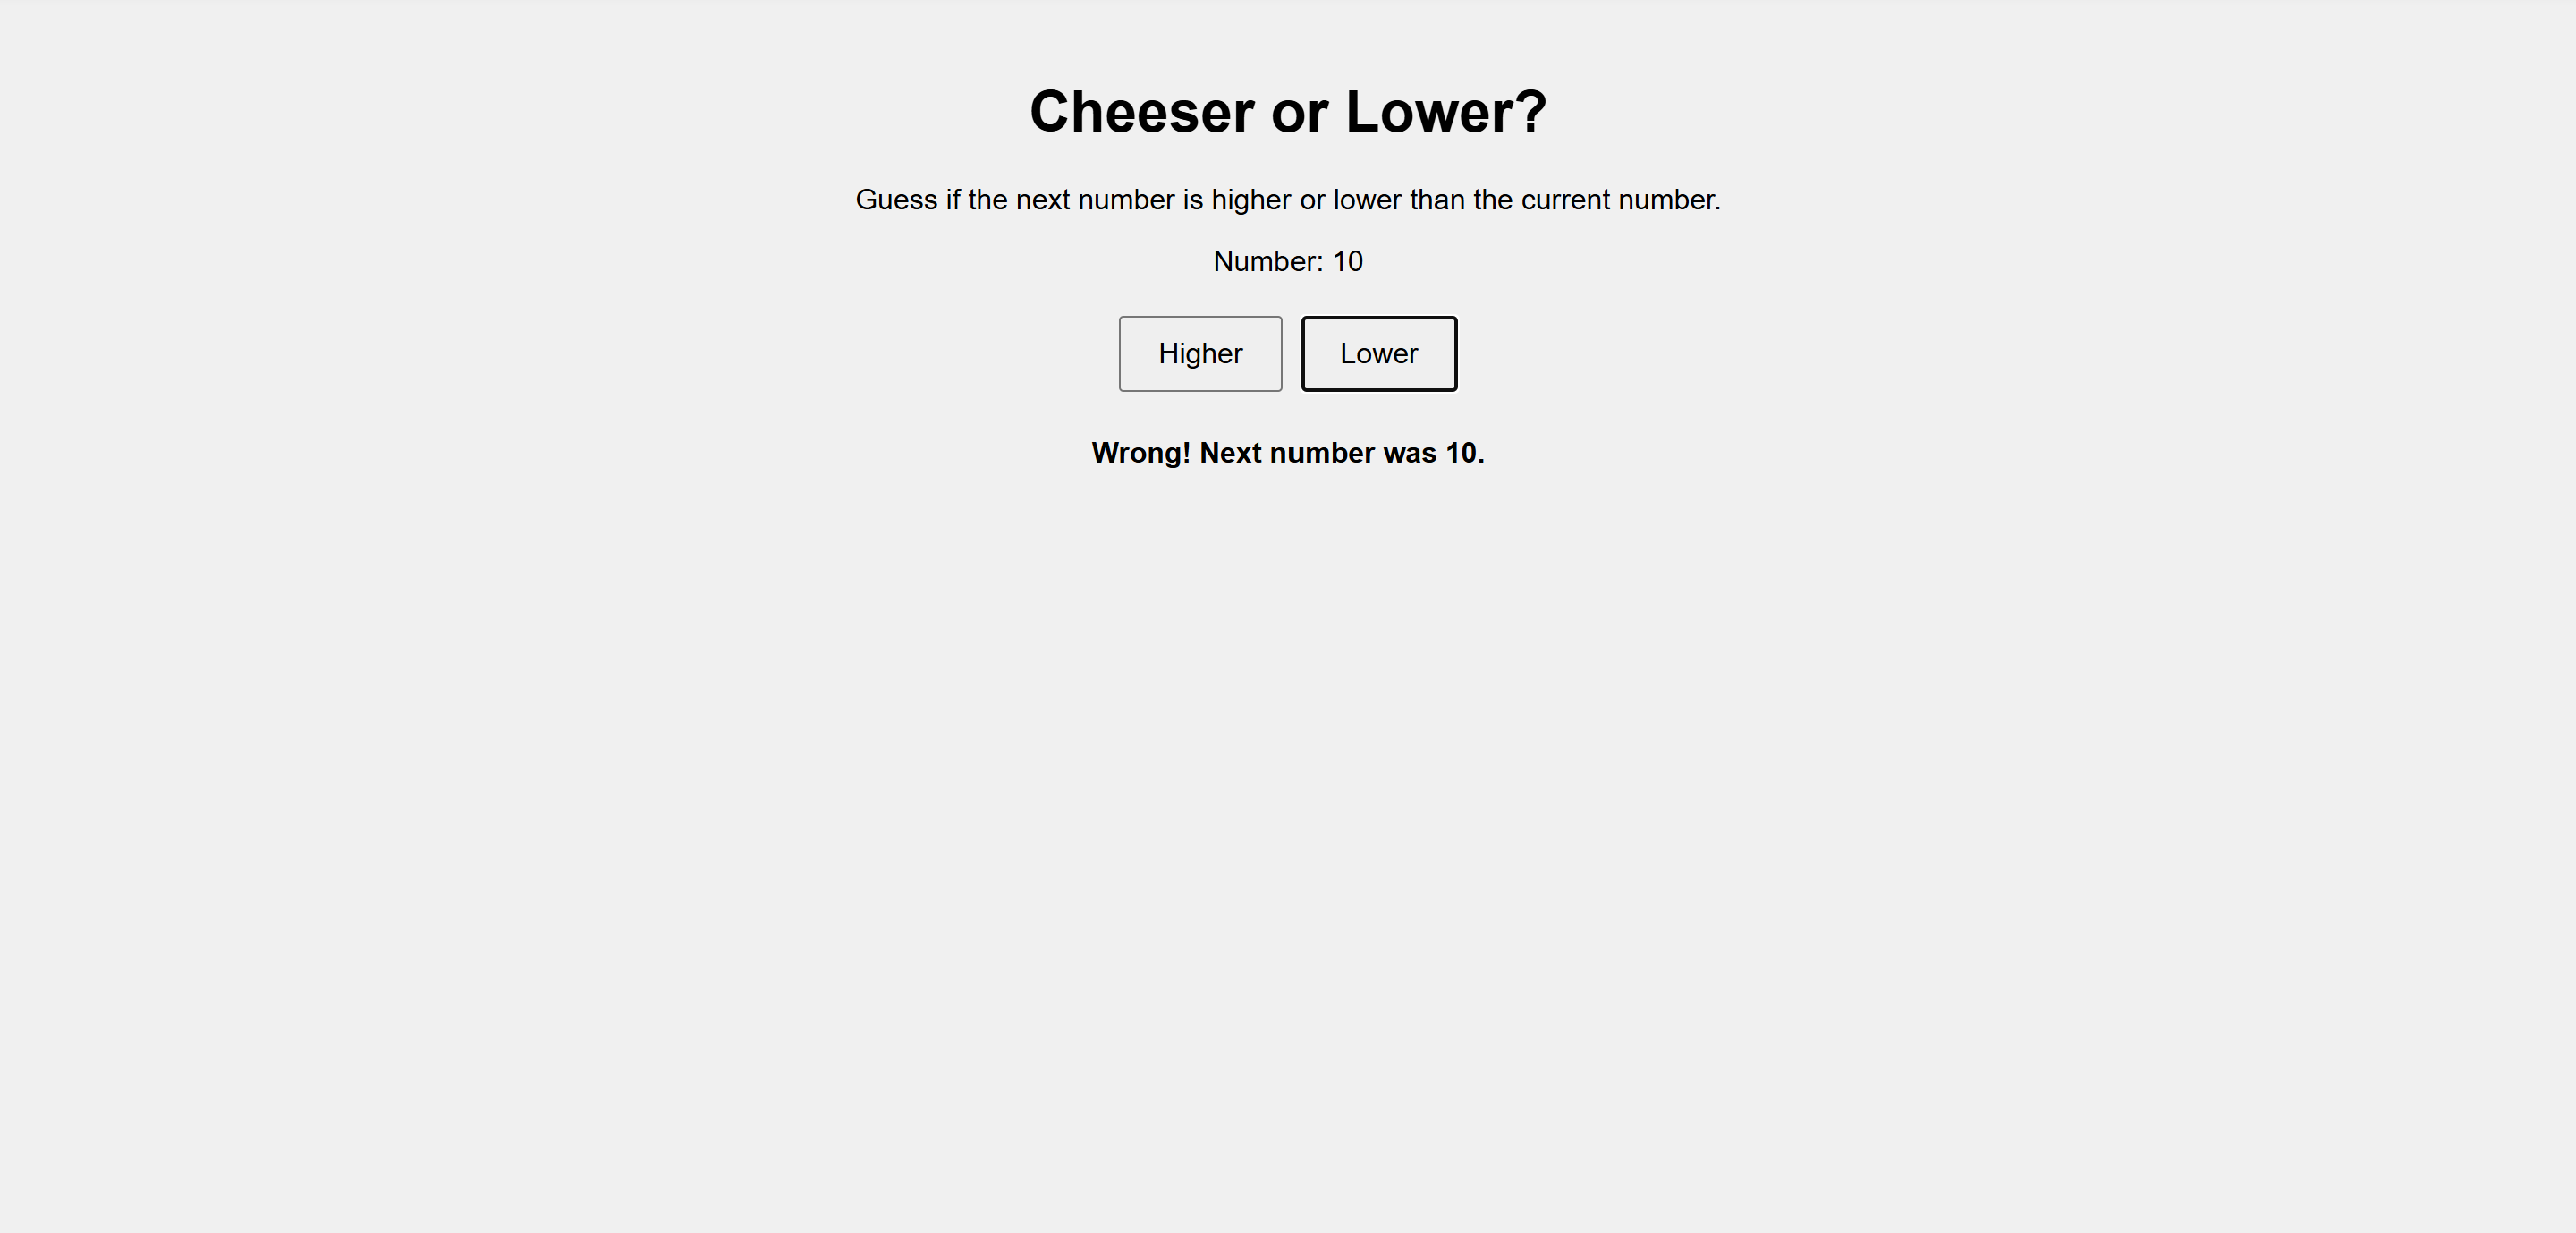 Cheeser or Lower?
Guess if the next number is higher or lower than the current number.
Number: 10
Higher Lower
Wrong! Next number was 10.